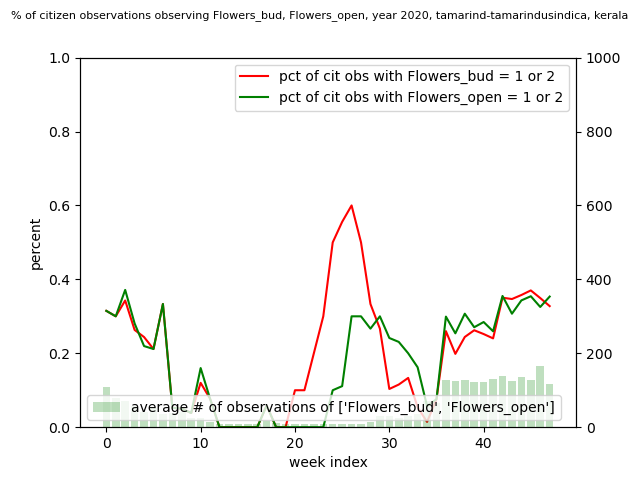 % of citizen observations observing Flowers_bud, Flowers_open, year 2020, tamarind-tamarindusindica, kerala
pct of cit obs with Flowers_bud = 1 or 2
pct of cit obs with Flowers_open = 1 or 2
1.0
0.8
0.6
0.4
0.2
0.0
percent
1000
800
600
400
200
0
average # of observations of ['Flowers_bud', 'Flowers_open']
0 10 20 30 40
week index